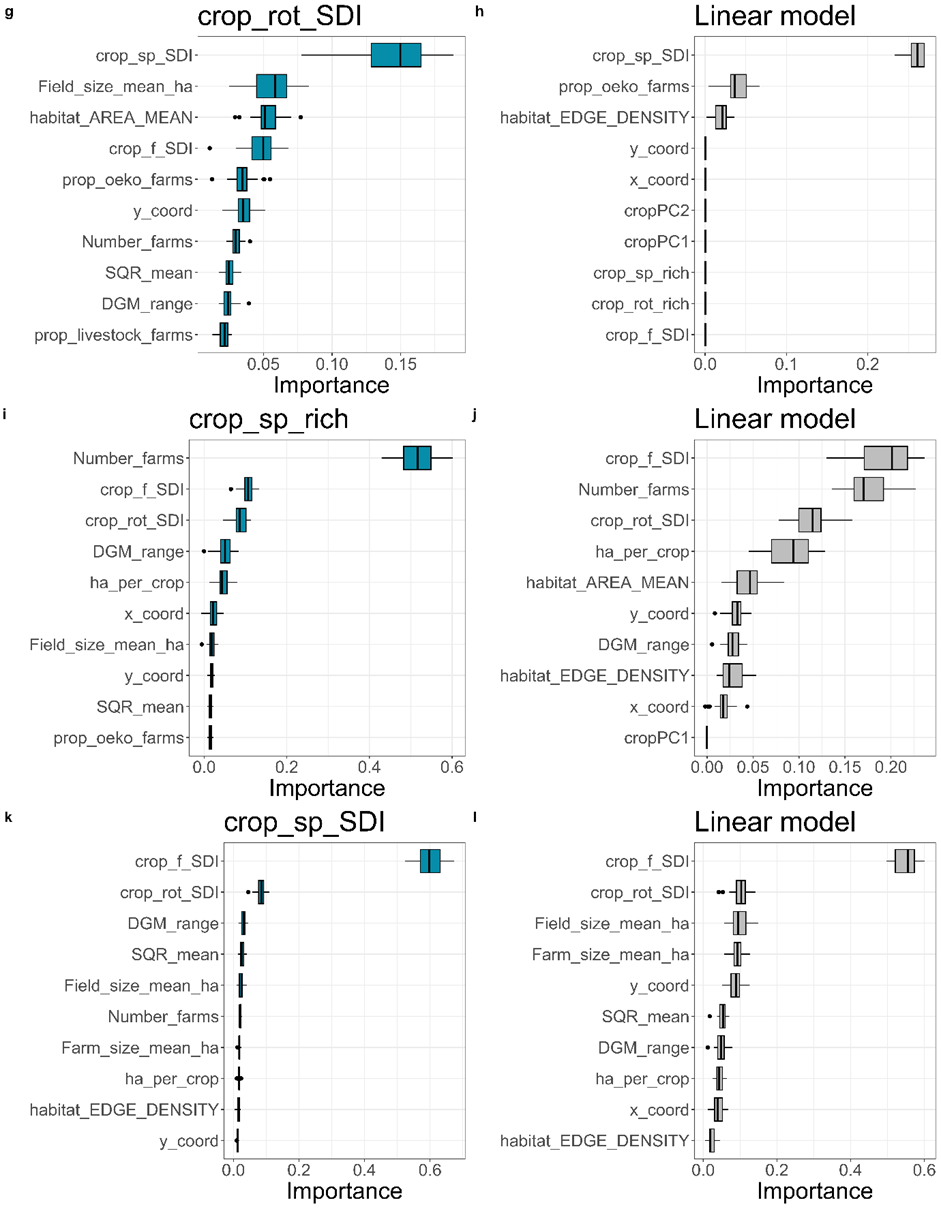 g
crop_rot_SDI
crop_sp_SDI
Field_size_mean_ha
habitat_AREA_MEAN
crop_f_SDI
prop_oeko_farms
y_coord
Number_farms
SQR_mean
DGM_range
prop_livestock_farms
0.05 0.10 0.15
Importance
h
Linear model
crop_sp_SDI
prop_oeko_farms
habitat_EDGE_DENSITY
y_coord
x_coord
cropPC2
cropPC1
crop_sp_rich
crop_rot_rich
crop_f_SDI
0.0 0.1 0.2
Importance
i
crop_sp_rich
Number_farms
crop_f_SDI
crop_rot_SDI
DGM_range
ha_per_crop
x_coord
Field_size_mean_ha
y_coord
SQR_mean
prop_oeko_farms
0.0 0.2 0.4 0.6
Importance
j
Linear model
crop_f_SDI
Number_farms
crop_rot_SDI
ha_per_crop
habitat_AREA_MEAN
y_coord
DGM_range
habitat_EDGE_DENSITY
x_coord
cropPC1
0.00 0.05 0.10 0.15 0.20
Importance
k
crop_sp_SDI
crop_f_SDI
crop_rot_SDI
DGM_range
SQR_mean
Field_size_mean_ha
Number_farms
Farm_size_mean_ha
ha_per_crop
habitat_EDGE_DENSITY
y_coord
0.0 0.2 0.4 0.6
Importance
l
Linear model
crop_f_SDI
crop_rot_SDI
Field_size_mean_ha
Farm_size_mean_ha
y_coord
SQR_mean
DGM_range
ha_per_crop
x_coord
habitat_EDGE_DENSITY
0.0 0.2 0.4 0.6
Importance